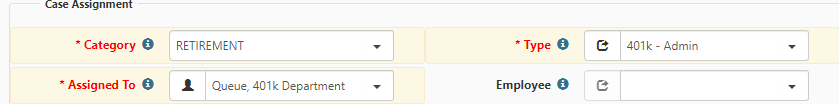 Case Assignment
* Category RETIREMENT * Type 401k - Admin
* Assigned To Queue, 401k Department Employee